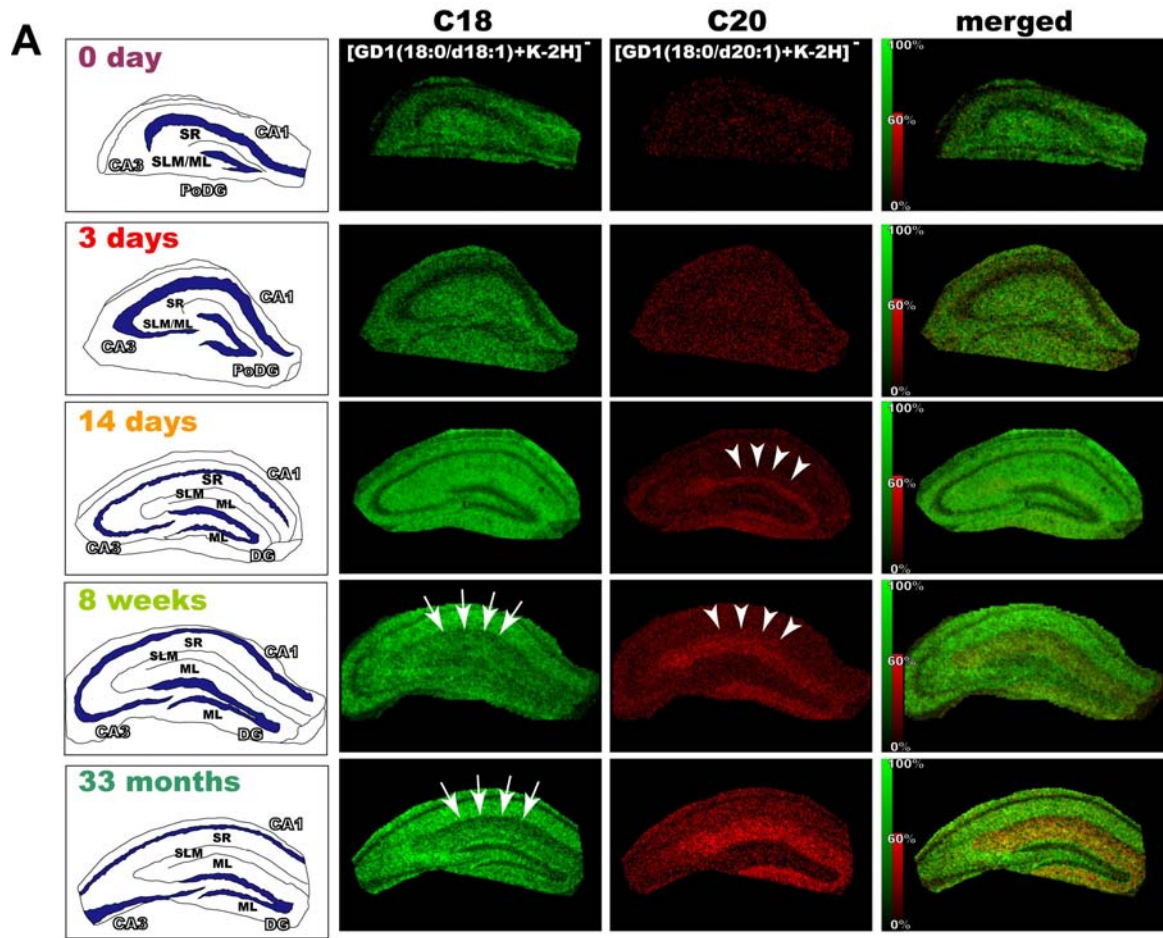 A
C18
C20
merged
0 day
SR
CA1
CA3
SLM/ML
PoDG
[GD1(18:0/d18:1)+K-2H]-
[GD1(18:0/d20:1)+K-2H]-
100%
60%
0%
3 days
SR
CA1
SLM/ML
CA3
PoDG
100%
60%
0%
14 days
SR
CA1
SLM
ML
CA3
ML
DG
100%
60%
0%
8 weeks
SR
CA1
SLM
ML
CA3
ML
DG
100%
60%
0%
33 months
CA1
SR
SLM
ML
ML
CA3
DG
100%
60%
0%